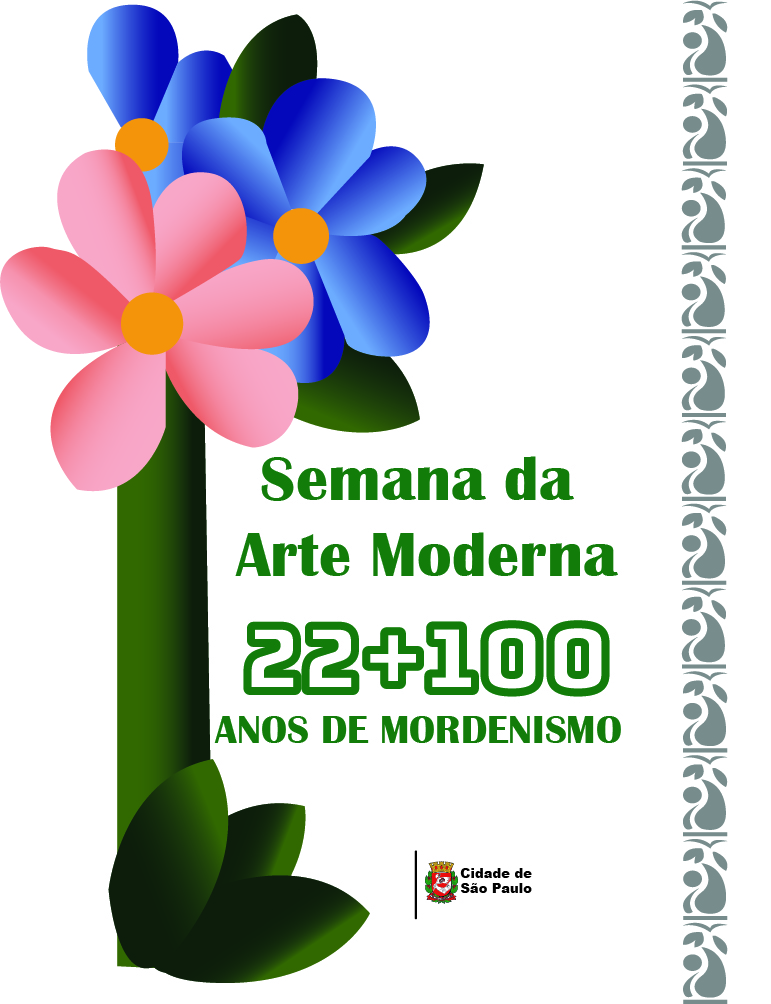 Semana da
Arte Moderna
22+100
ANOS DE MORDENISMO
Cidade de
São Paulo